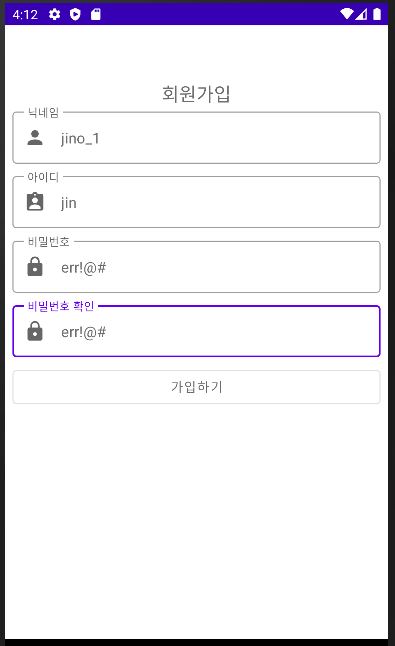 4:12
회원가입
닉네임
jino_1
아이디
jin
비밀번호
err!@#
비밀번호 확인
err!@#
가입하기